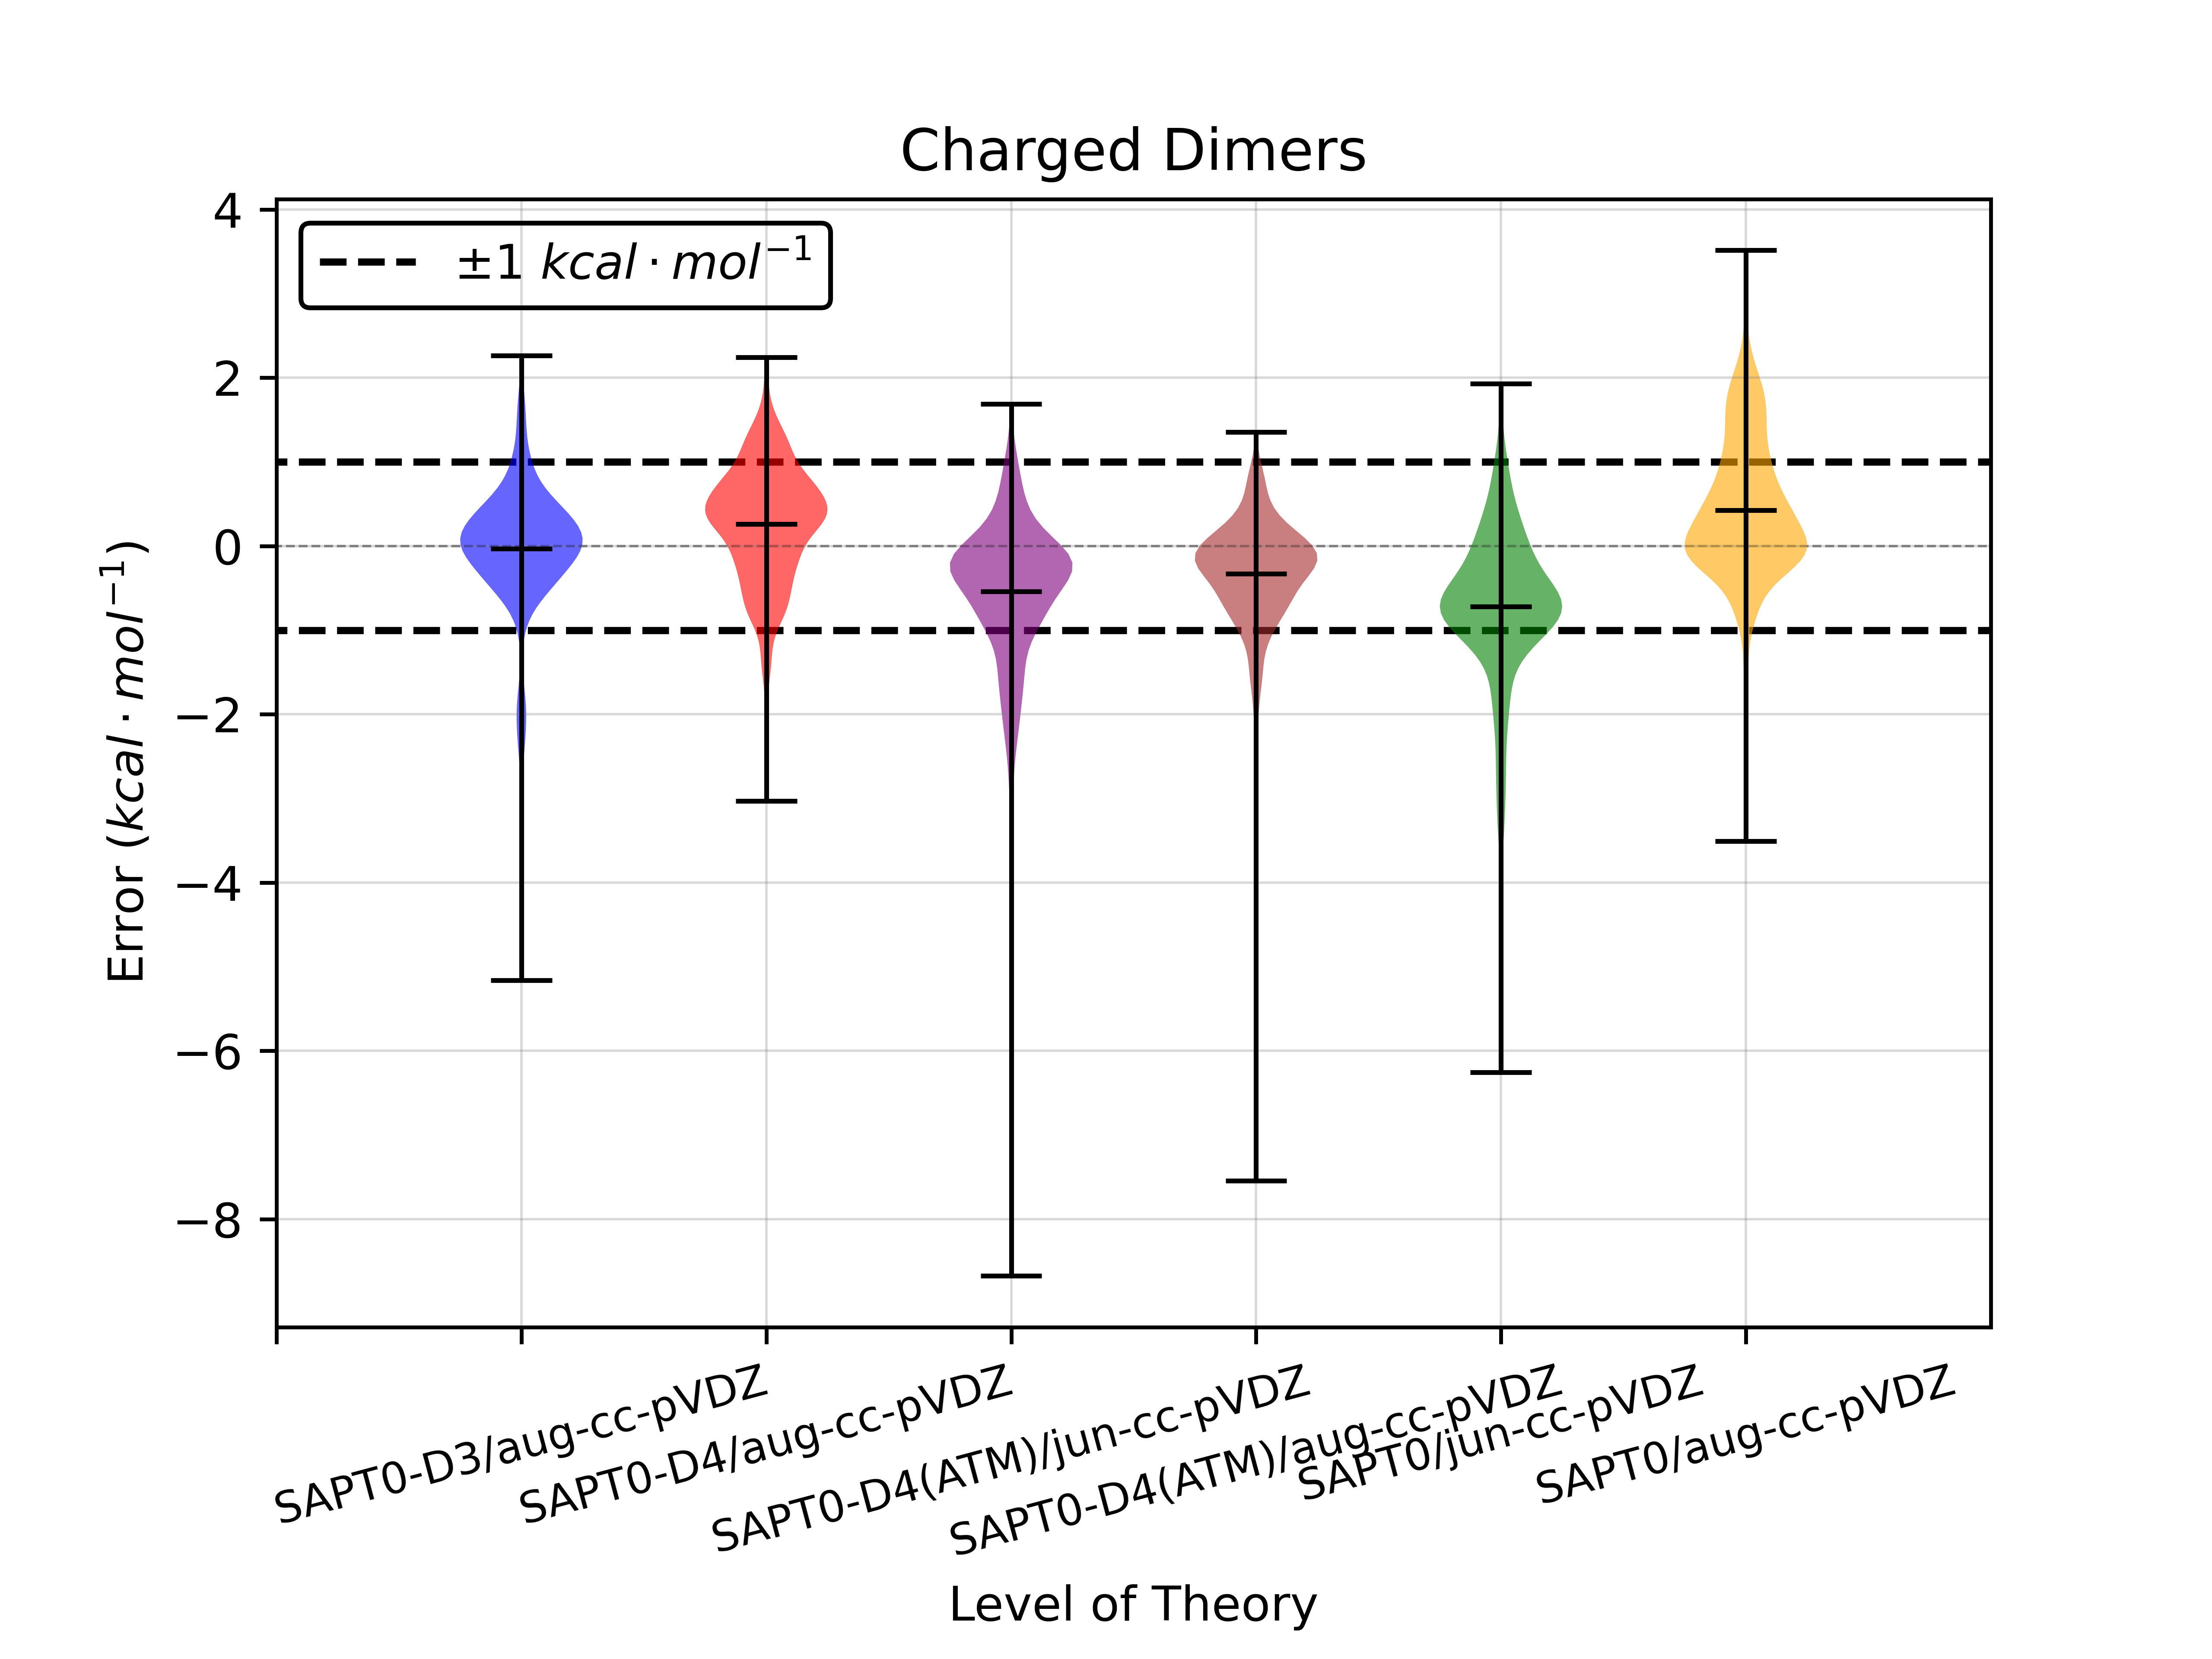 Charged Dimers
±1 kcal · mol⁻¹
4
2
0
−2
−4
−6
−8
Error (kcal · mol⁻¹)
SAPT0-D3/aug-cc-pVDZ
SAPT0-D4/aug-cc-pVDZ
SAPT0-D4(ATM)/jun-cc-pVDZ
SAPT0-D4(ATM)/aug-cc-pVDZ
SAPT0/jun-cc-pVDZ
SAPT0/aug-cc-pVDZ
Level of Theory